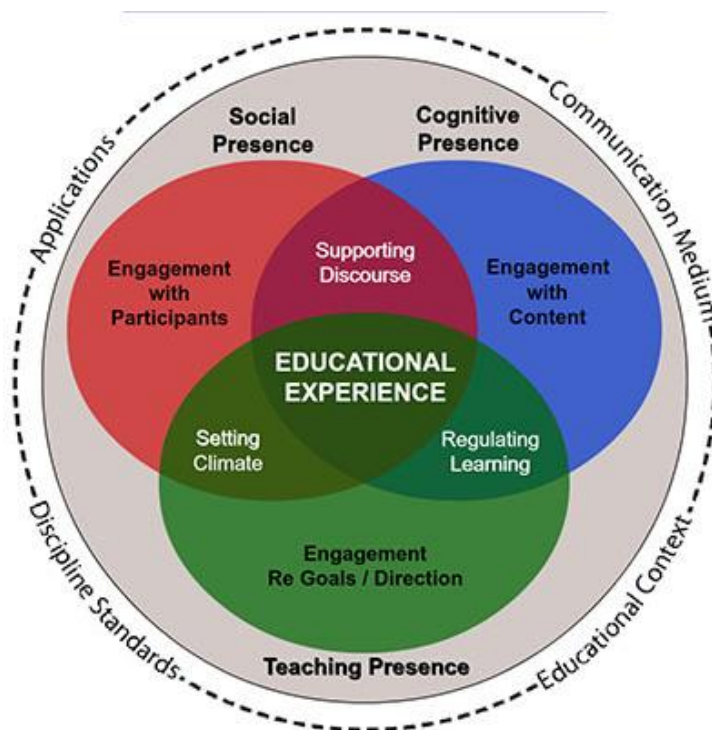 Social
Presence
Cognitive
Presence
Applications
Communication Medium
Engagement
with
Participants
Supporting
Discourse
Engagement
with
Content
EDUCATIONAL
EXPERIENCE
Setting
Climate
Regulating
Learning
Engagement
Re Goals / Direction
Teaching Presence
Discipline Standards
Educational Context